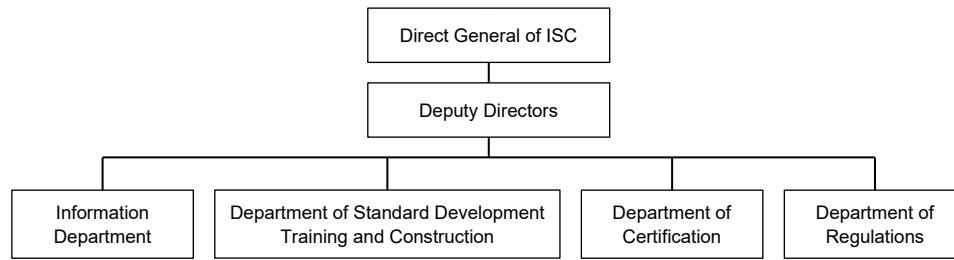 Direct General of ISC
Deputy Directors
Information
Department
Department of Standard Development
Training and Construction
Department of
Certification
Department of
Regulations